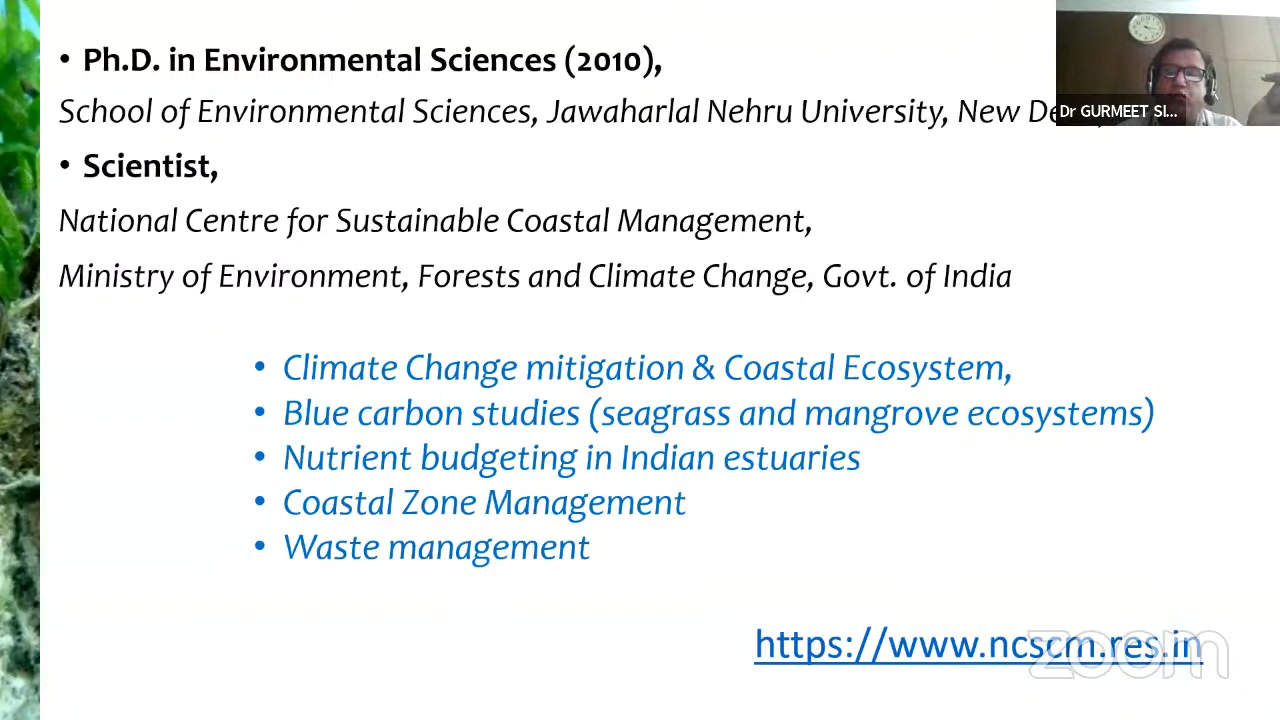 • Ph.D. in Environmental Sciences (2010),
School of Environmental Sciences, Jawaharlal Nehru University, New
Dr GURMEET SI...
• Scientist,
National Centre for Sustainable Coastal Management,
Ministry of Environment, Forests and Climate Change, Govt. of India
• Climate Change mitigation & Coastal Ecosystem,
• Blue carbon studies (seagrass and mangrove ecosystems)
• Nutrient budgeting in Indian estuaries
• Coastal Zone Management
• Waste management
https://www.ncscm.res.in
zoom